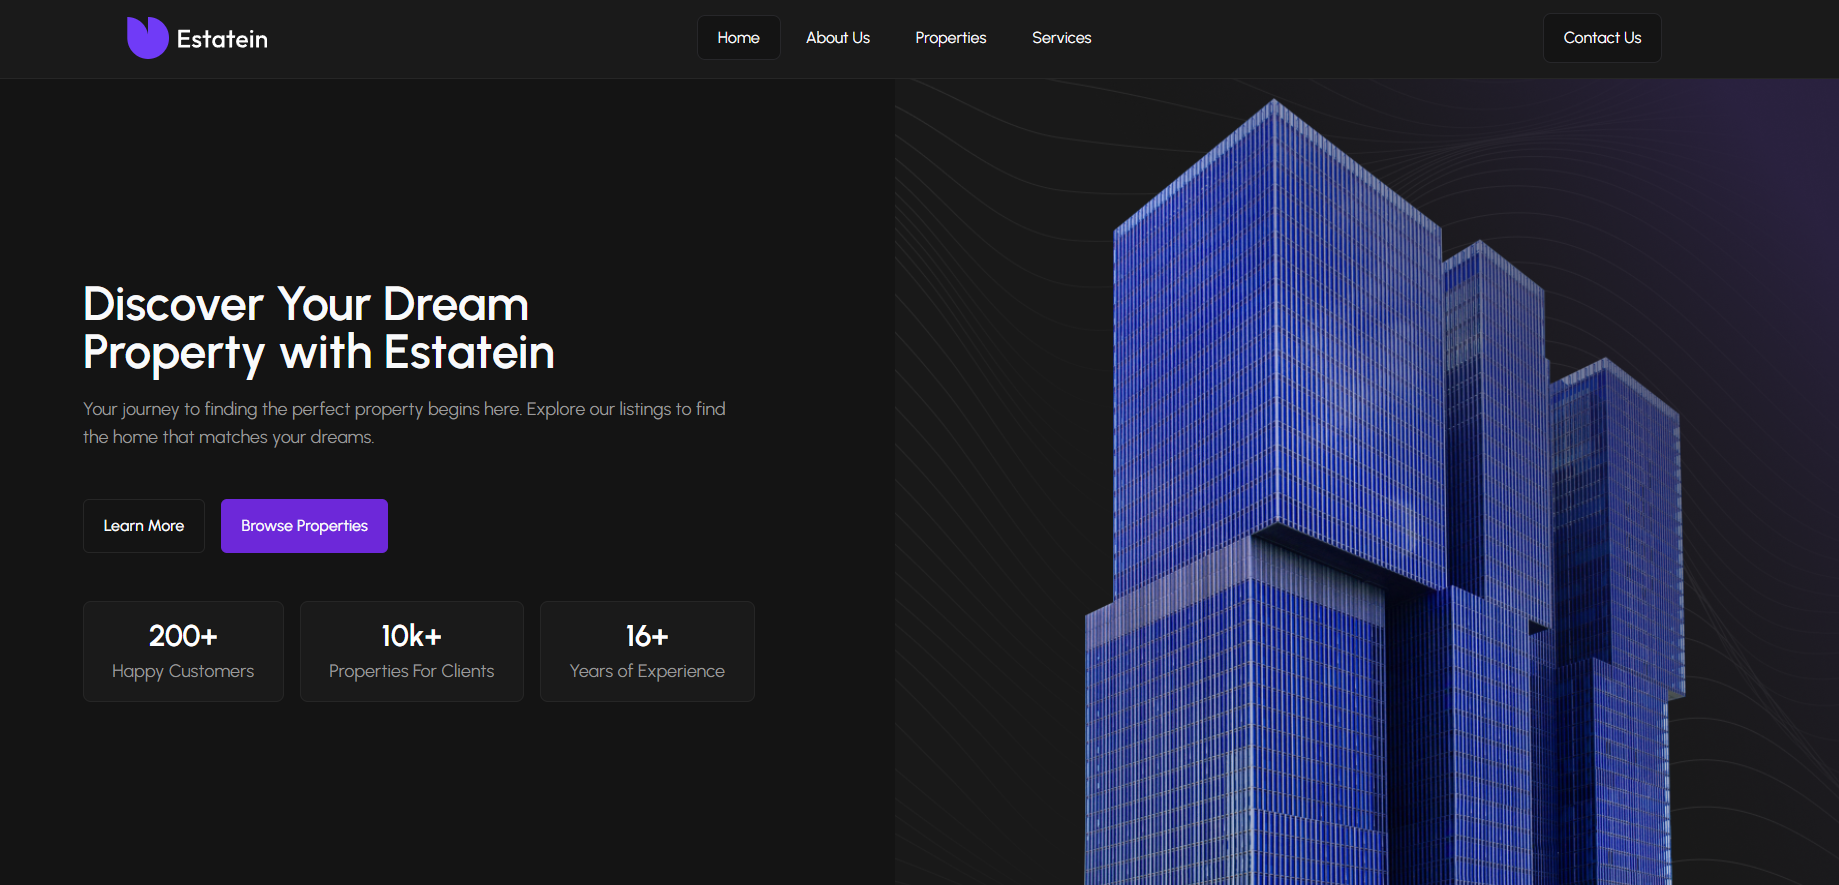 Estatein
Home
About Us
Properties
Services
Contact Us
Discover Your Dream
Property with Estatein
Your journey to finding the perfect property begins here. Explore our listings to find
the home that matches your dreams.
Learn More
Browse Properties
200+
Happy Customers
10k+
Properties For Clients
16+
Years of Experience